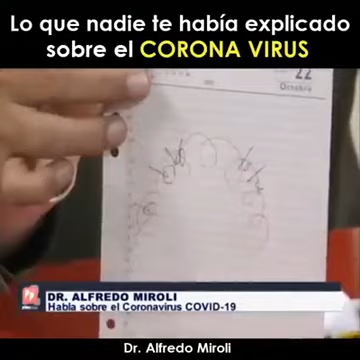 Lo que nadie te había explicado
sobre el CORONA VIRUS
22
Octubre
DR. ALFREDO MIROLI
Habla sobre el Coronavirus COVID-19
Dr. Alfredo Miroli